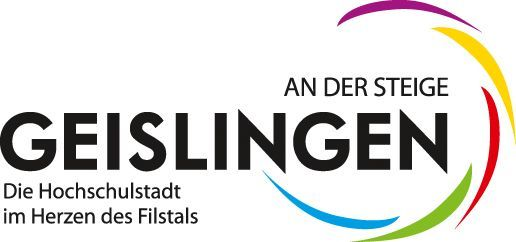 AN DER STEIGE
GEISLINGEN
Die Hochschulstadt
im Herzen des Filstals